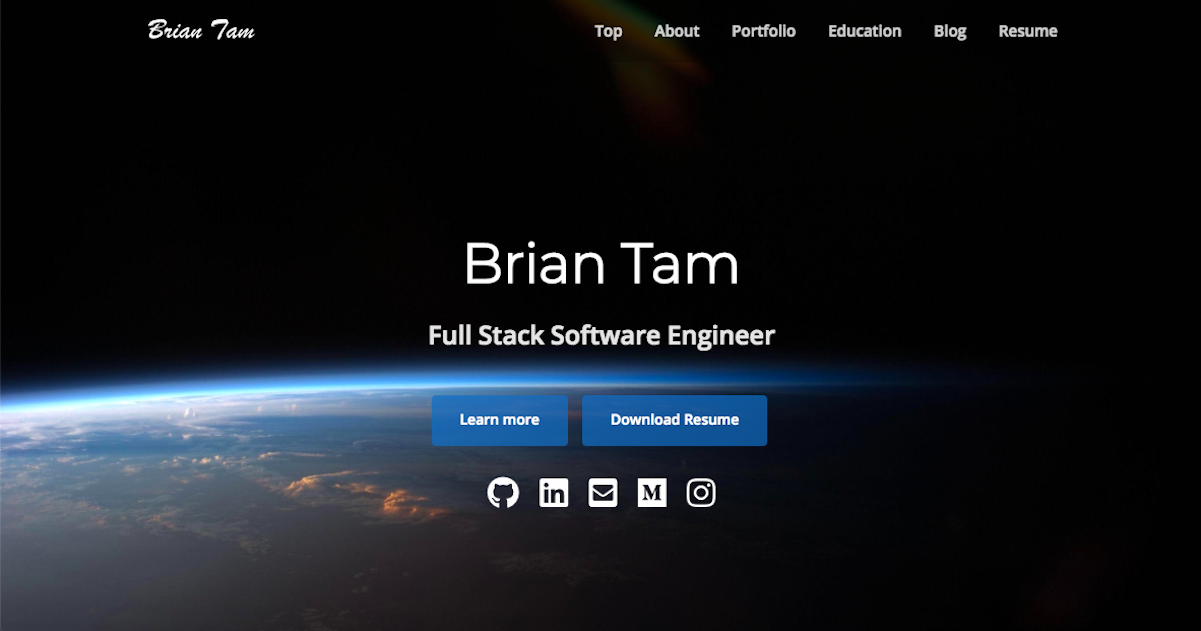 Brian Tam
Top About Portfolio Education Blog Resume
Brian Tam
Full Stack Software Engineer
Learn more Download Resume